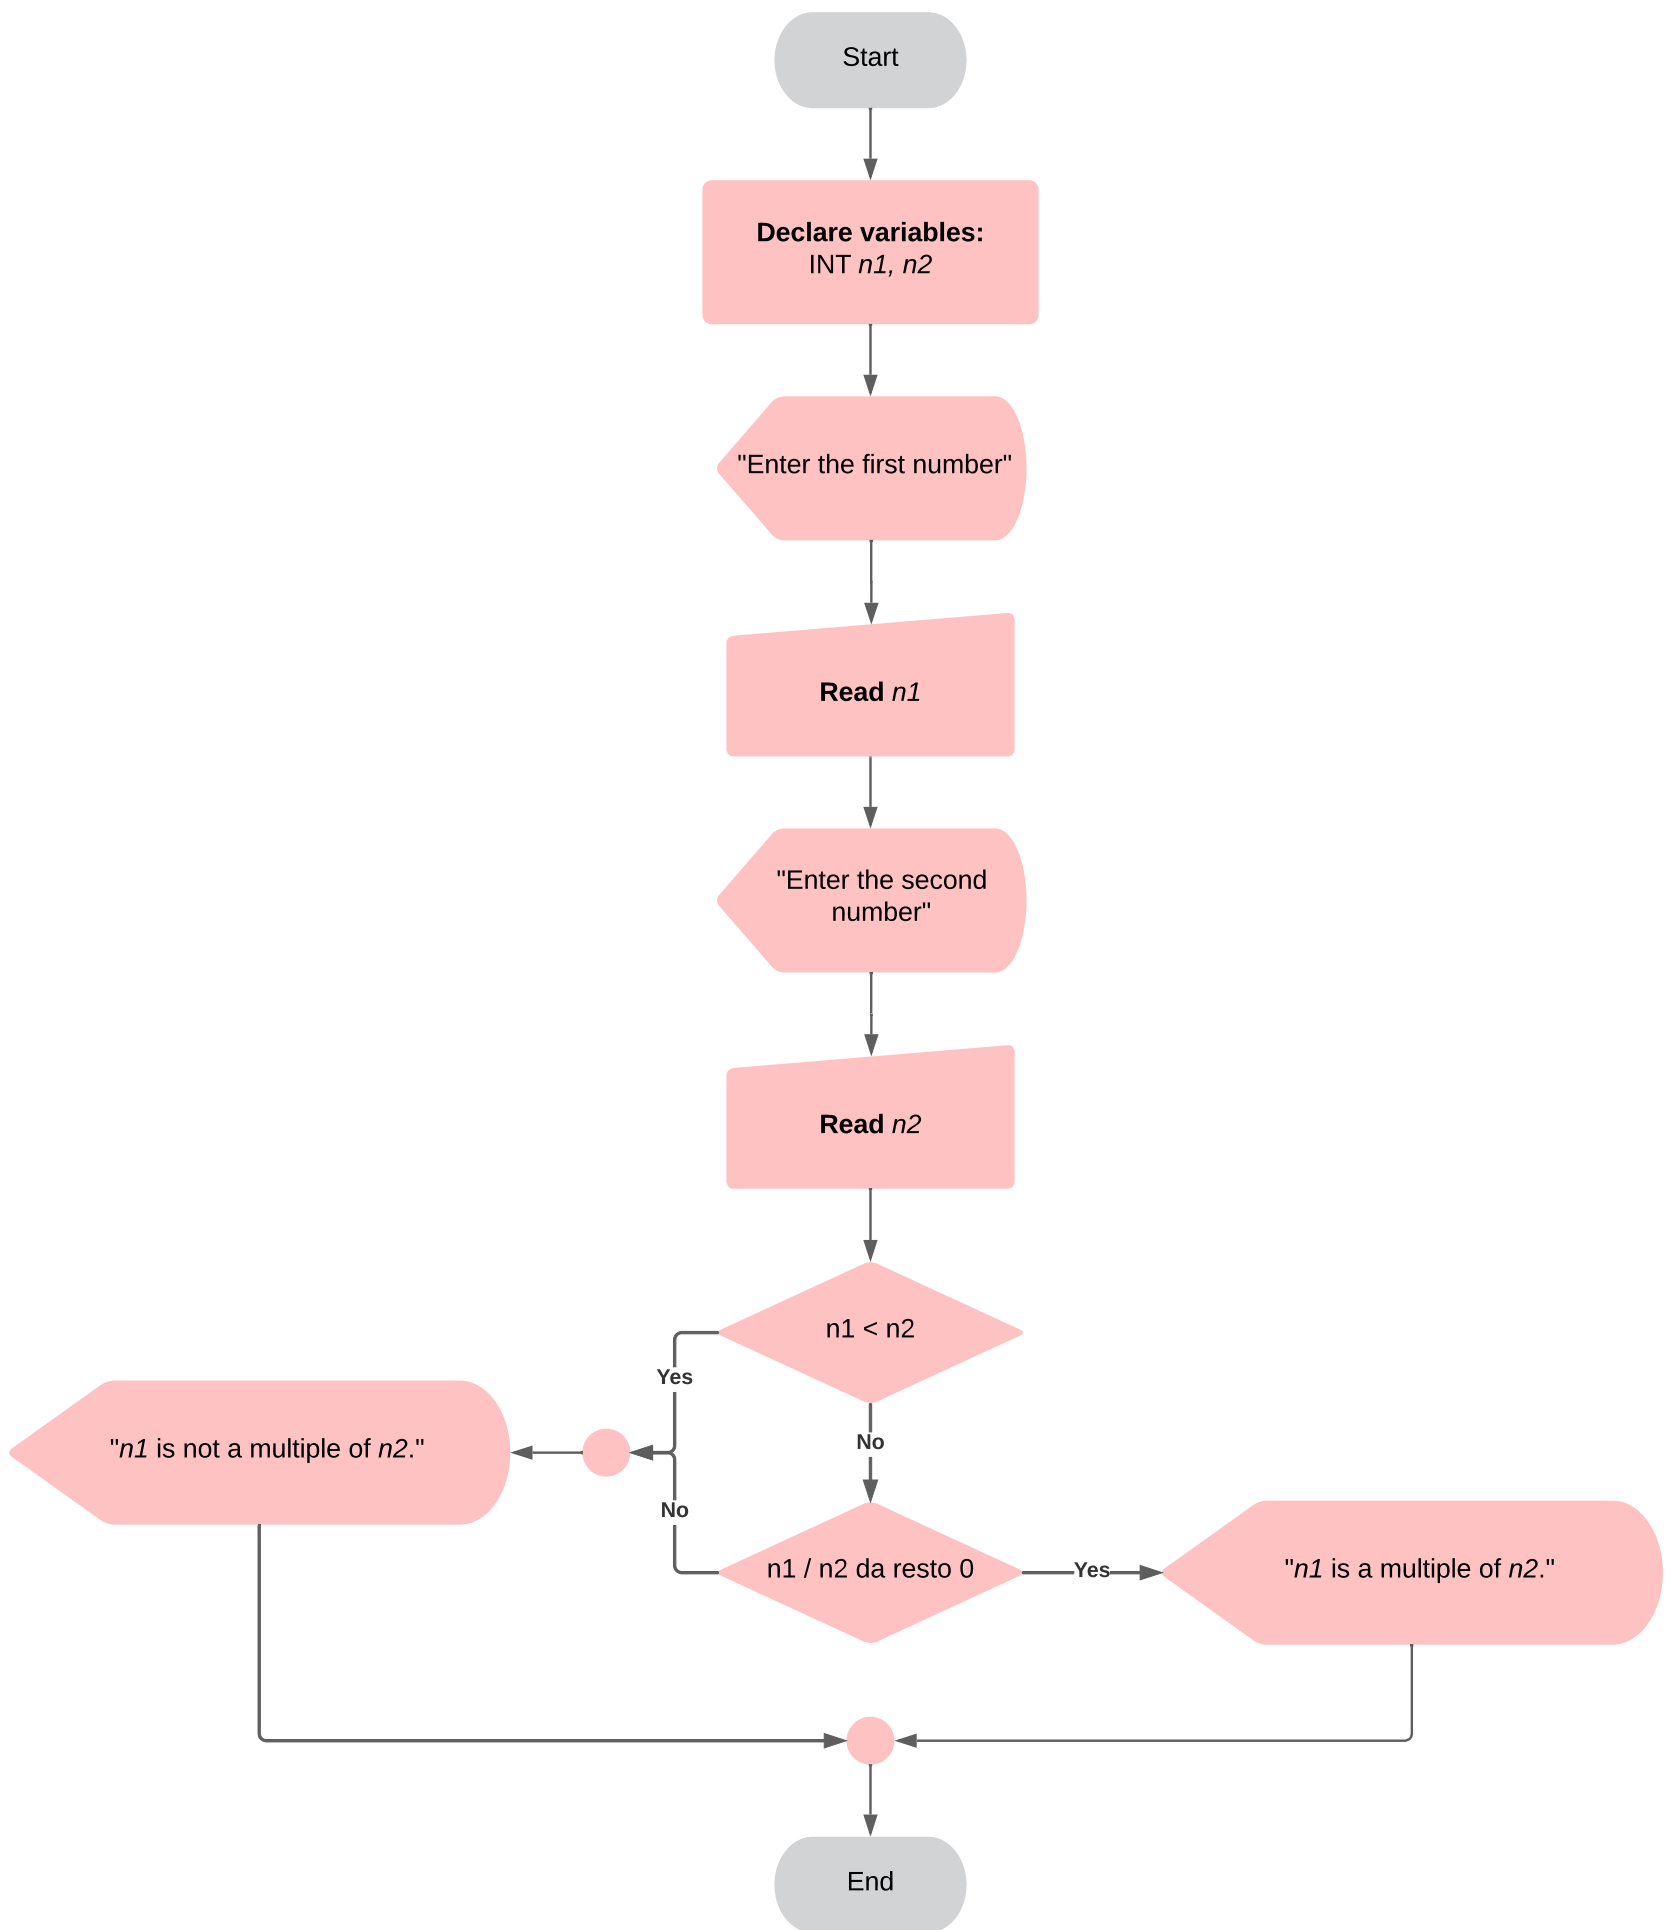 Start
Declare variables:
INT n1, n2
"Enter the first number"
Read n1
"Enter the second
number"
Read n2
n1 < n2
Yes
No
"n1 is not a multiple of n2."
No
n1 / n2 da resto 0
Yes
"n1 is a multiple of n2."
End